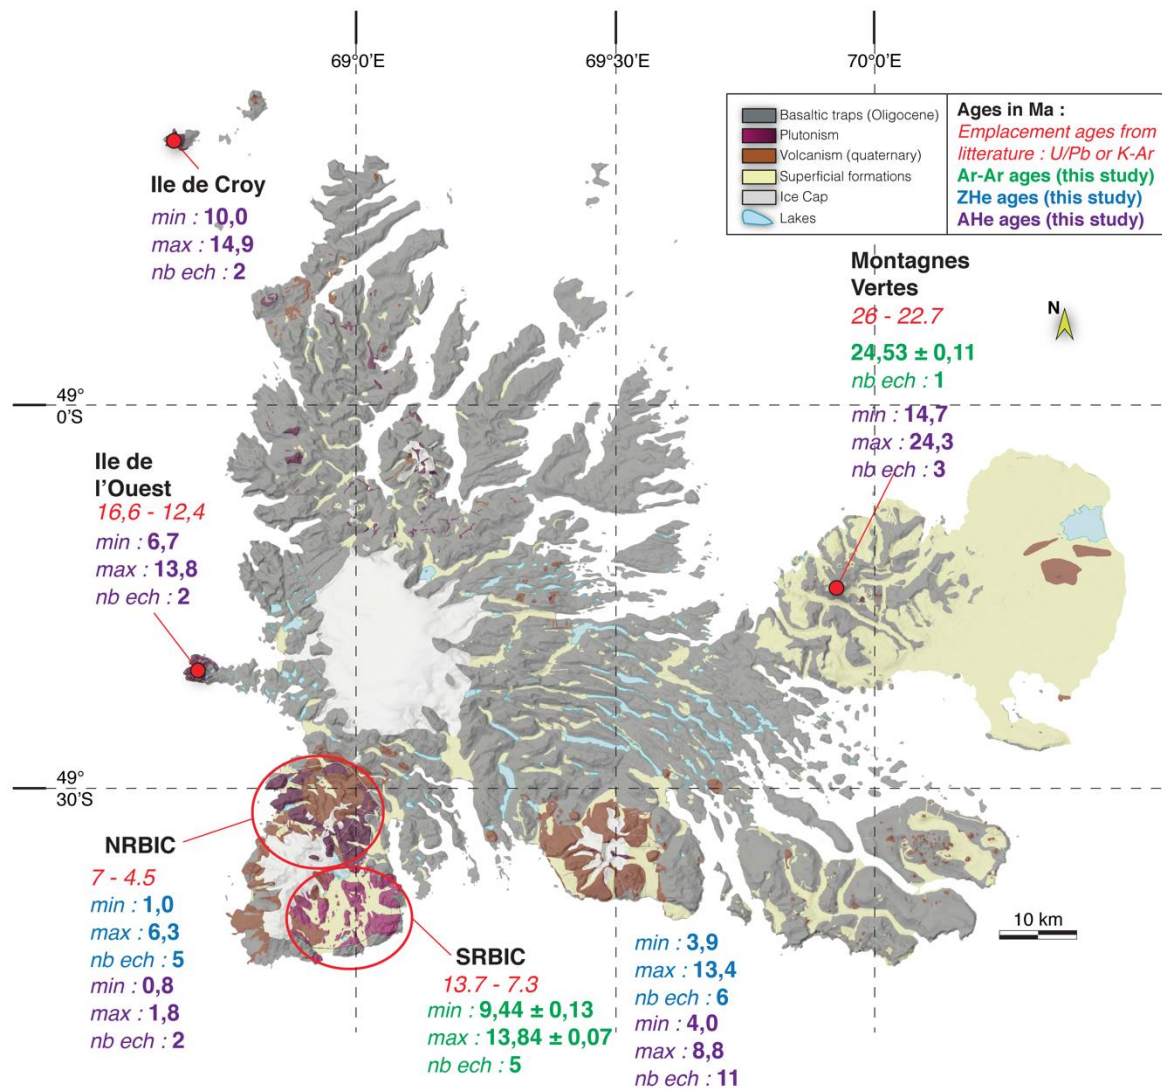 69°0'E
69°30'E
70°0'E
Basaltic traps (Oligocene)
Plutonism
Volcanism (quaternary)
Superficial formations
Ice Cap
Lakes
Ages in Ma :
Emplacement ages from
litterature : U/Pb or K-Ar
Ar-Ar ages (this study)
ZHe ages (this study)
AHe ages (this study)
Ile de Croy
min : 10,0
max : 14,9
nb ech : 2
Montagnes
Vertes
26 - 22.7
24,53 ± 0,11
nb ech : 1
min : 14,7
max : 24,3
nb ech : 3
N
49°
0'S
Ile de
l'Ouest
16,6 - 12,4
min : 6,7
max : 13,8
nb ech : 2
49°
30'S
NRBIC
7 - 4.5
min : 1,0
max : 6,3
nb ech : 5
min : 0,8
max : 1,8
nb ech : 2
SRBIC
13.7 - 7.3
min : 9,44 ± 0,13
max : 13,84 ± 0,07
nb ech : 5
min : 3,9
max : 13,4
nb ech : 6
min : 4,0
max : 8,8
nb ech : 11
10 km